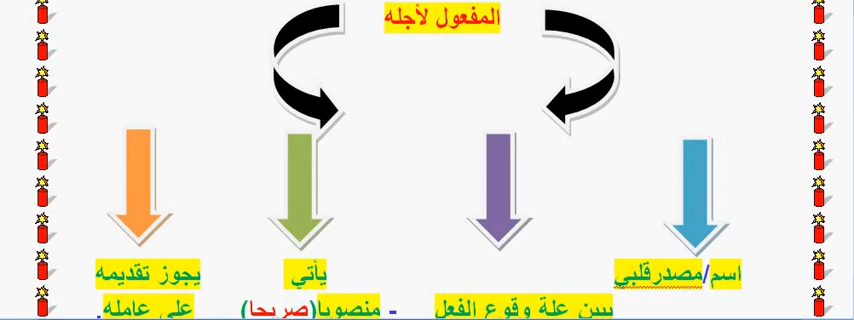 المفعول لأجله
اسم/مصدرقلبي
يبين علة وقوع الفعل
يأتي
- منصوبا(صريحا)
يجوز تقديمه
على عامله.